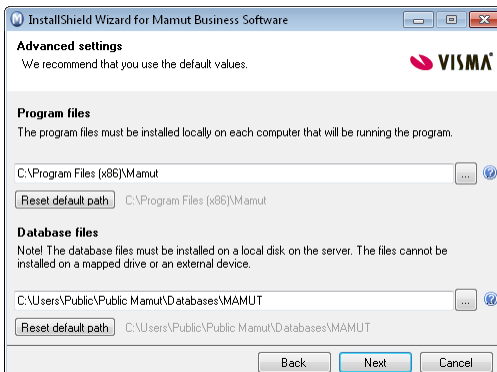 InstallShield Wizard for Mamut Business Software
Advanced settings
We recommend that you use the default values.
VISMA
Program files
The program files must be installed locally on each computer that will be running the program.
C:\Program Files (x86)\Mamut
...
?
Reset default path C:\Program Files (x86)\Mamut
Database files
Note! The database files must be installed on a local disk on the server. The files cannot be
installed on a mapped drive or an external device.
C:\Users\Public\Public Mamut\Databases\MAMUT
...
?
Reset default path C:\Users\Public\Public Mamut\Databases\MAMUT
Back Next Cancel